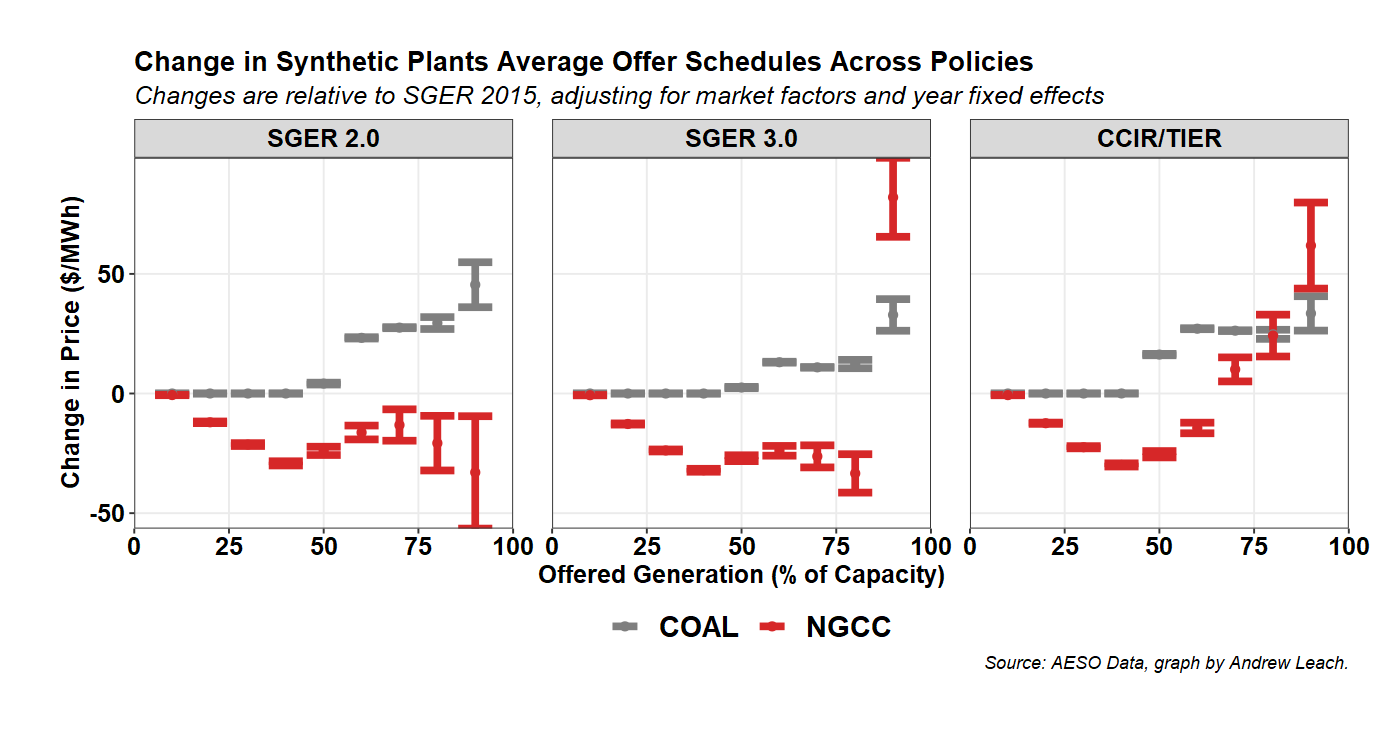 Change in Synthetic Plants Average Offer Schedules Across Policies
Changes are relative to SGER 2015, adjusting for market factors and year fixed effects
SGER 2.0
SGER 3.0
CCIR/TIER
Change in Price ($/MWh)
50
0
-50
0 25 50 75 100
0 25 50 75 100
0 25 50 75 100
Offered Generation (% of Capacity)
COAL NGCC
Source: AESO Data, graph by Andrew Leach.